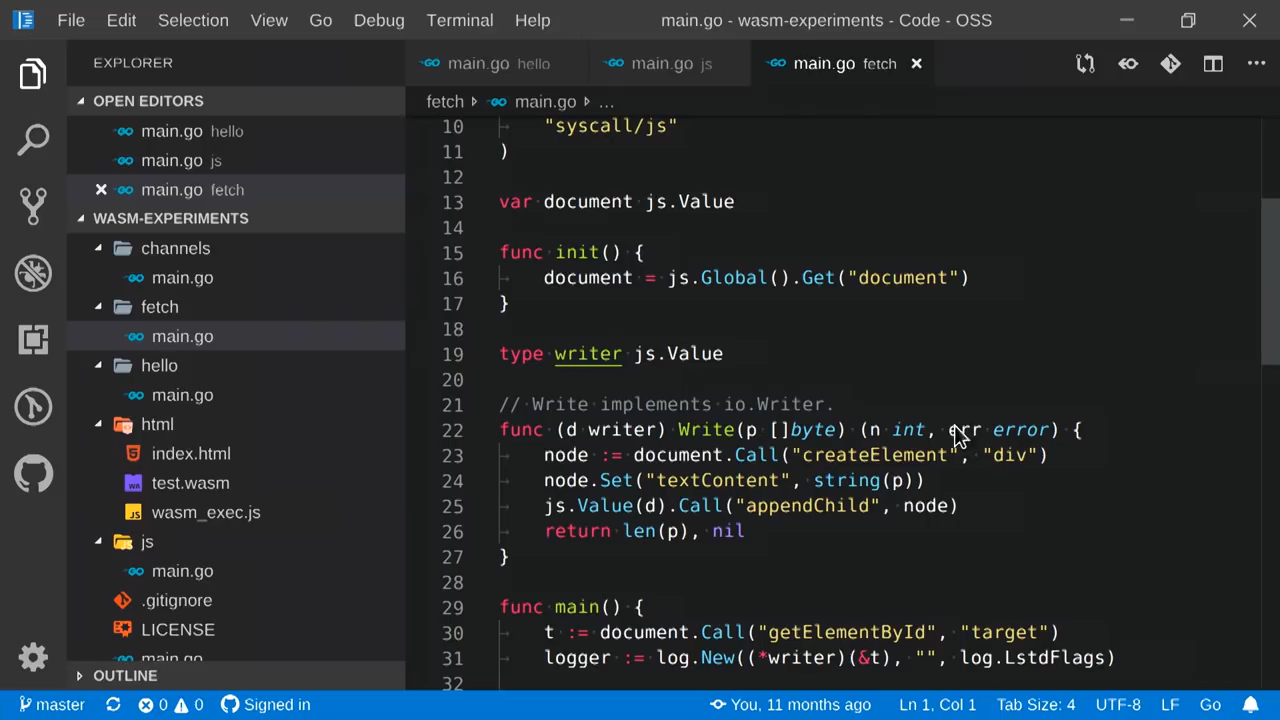 File Edit Selection View Go Debug Terminal Help main.go - wasm-experiments - Code - OSS
EXPLORER
OPEN EDITORS
main.go hello
main.go js
main.go fetch
WASM-EXPERIMENTS
channels
main.go
fetch
main.go
hello
main.go
html
index.html
test.wasm
wasm_exec.js
js
main.go
.gitignore
LICENSE
OUTLINE
main.go hello main.go js main.go fetch
fetch main.go ...
10 "syscall/js"
11 )
12
13 var document js.Value
14
15 func init() {
16 document = js.Global().Get("document")
17 }
18
19 type writer js.Value
20
21 // Write implements io.Writer.
22 func (d writer) Write(p []byte) (n int, err error) {
23 node := document.Call("createElement", "div")
24 node.Set("textContent", string(p))
25 js.Value(d).Call("appendChild", node)
26 return len(p), nil
27 }
28
29 func main() {
30 t := document.Call("getElementById", "target")
31 logger := log.New((*writer)(&t), "", log.LstdFlags)
32
master 0 0 Signed in You, 11 months ago Ln 1, Col 1 Tab Size: 4 UTF-8 LF Go